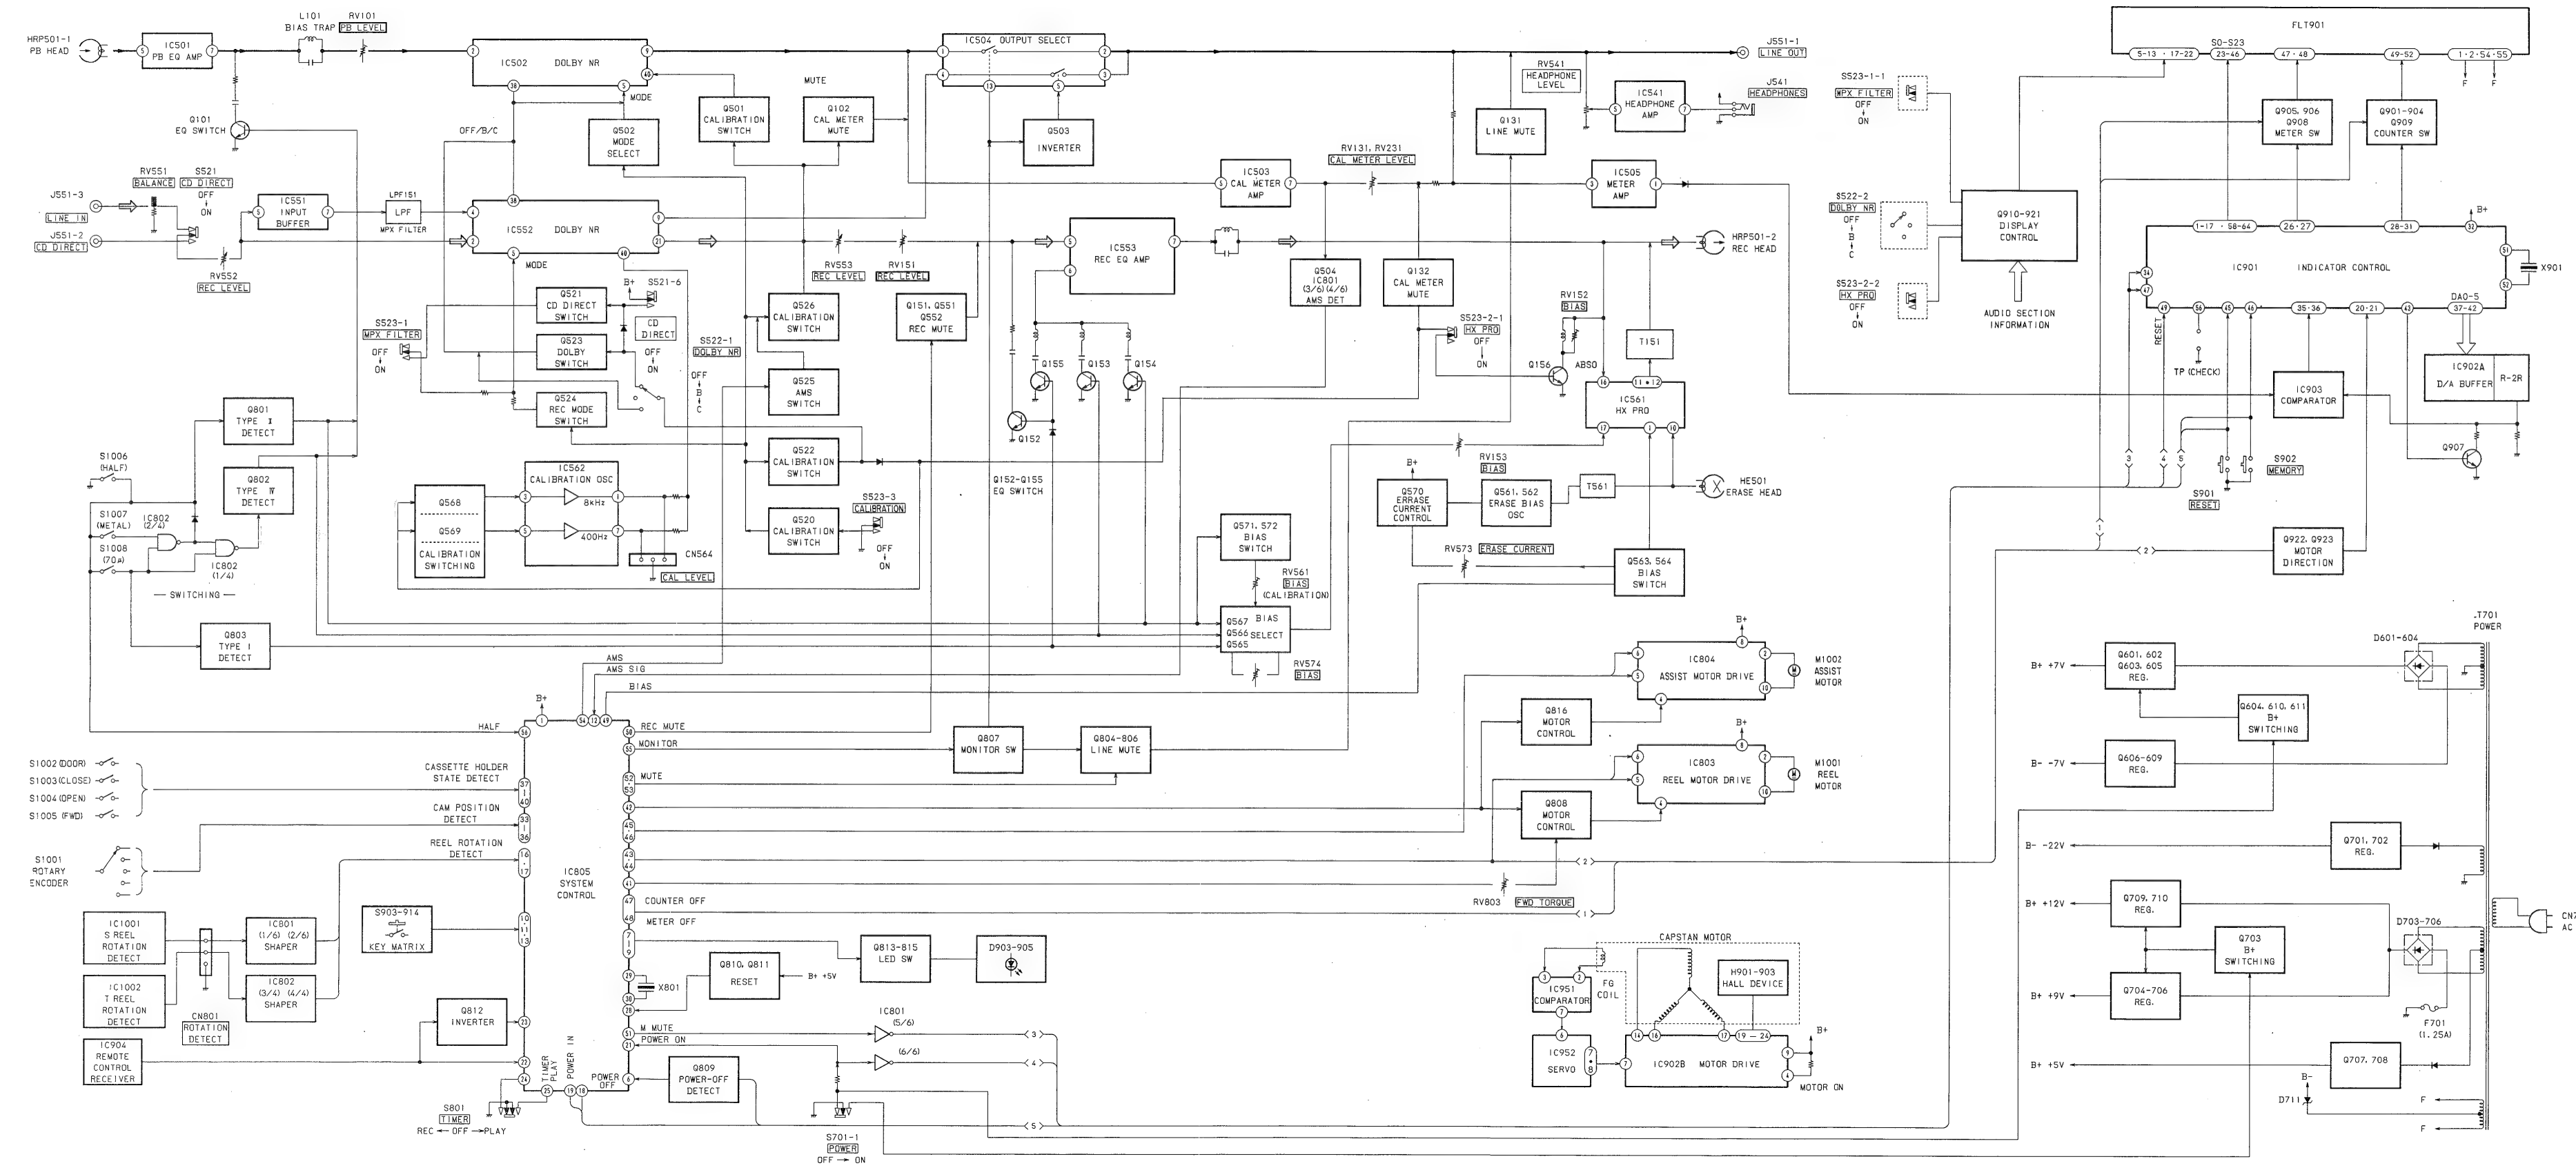 HRP501-1
PB HEAD
IC501
PB EQ AMP
L101
BIAS TRAP
RV101
PB LEVEL
IC502 DOLBY NR
MODE
OFF/B/C
Q101
EQ SWITCH
Q502
MODE
SELECT
Q501
CALIBRATION
SWITCH
MUTE
Q102
CAL METER
MUTE
IC504 OUTPUT SELECT
Q503
INVERTER
J551-1
LINE OUT
RV541
HEADPHONE
LEVEL
IC541
HEADPHONE
AMP
J541
HEADPHONES
Q131
LINE MUTE
RV131, RV231
CAL METER LEVEL
IC503
CAL METER
AMP
IC505
METER
AMP
J551-3
LINE IN
J551-2
CD DIRECT
RV551
BALANCE
S521
CD DIRECT
OFF
ON
RV552
REC LEVEL
IC551
INPUT
BUFFER
LPF151
LPF
MPX FILTER
IC552 DOLBY NR
MODE
RV553
REC LEVEL
RV151
REC LEVEL
IC553
REC EQ AMP
HRP501-2
REC HEAD
S523-1
MPX FILTER
OFF
ON
Q521
CD DIRECT
SWITCH
B+
S521-6
CD
DIRECT
OFF
ON
Q523
DOLBY
SWITCH
Q524
REC MODE
SWITCH
S522-1
DOLBY NR
OFF
B
C
Q526
CALIBRATION
SWITCH
Q525
AMS
SWITCH
Q522
CALIBRATION
SWITCH
Q520
CALIBRATION
SWITCH
S523-3
CALIBRATION
OFF
ON
Q151, Q551
Q552
REC MUTE
Q155
Q153
Q154
Q152
Q152-Q155
EQ SWITCH
Q504
IC801
(3/6)(4/6)
AMS DET
Q132
CAL METER
MUTE
S523-2-1
HX PRO
OFF
ON
RV152
BIAS
Q156
ABSO
T151
IC561
HX PRO
RV153
BIAS
B+
Q570
ERRASE
CURRENT
CONTROL
Q561, 562
ERASE BIAS
OSC
T561
HE501
ERASE HEAD
RV573
ERASE CURRENT
Q563, 564
BIAS
SWITCH
Q571, 572
BIAS
SWITCH
RV561
BIAS
(CALIBRATION)
Q567 BIAS
Q566 SELECT
Q565
RV574
BIAS
Q801
TYPE II
DETECT
Q802
TYPE IV
DETECT
Q803
TYPE I
DETECT
S1006
(HALF)
S1007
(METAL)
S1008
(70μ)
IC802
(2/4)
IC802
(1/4)
SWITCHING
Q568
Q569
CALIBRATION
SWITCHING
IC562
CALIBRATION OSC
8kHz
400Hz
CN564
CAL LEVEL
AMS
AMS SIG
BIAS
B+
HALF
REC MUTE
MONITOR
MUTE
IC805
SYSTEM
CONTROL
COUNTER OFF
METER OFF
M MUTE
POWER ON
POWER
OFF
TIMER
PLAY
POWER IN
S1002(DOOR)
S1003(CLOSE)
S1004(OPEN)
S1005(FWD)
CASSETTE HOLDER
STATE DETECT
CAM POSITION
DETECT
REEL ROTATION
DETECT
S1001
ROTARY
ENCODER
IC1001
S REEL
ROTATION
DETECT
IC1002
T REEL
ROTATION
DETECT
CN801
ROTATION
DETECT
IC801
(1/6)(2/6)
SHAPER
IC802
(3/4)(4/4)
SHAPER
S903-914
KEY MATRIX
Q812
INVERTER
IC904
REMOTE
CONTROL
RECEIVER
S801
TIMER
REC OFF PLAY
Q807
MONITOR SW
Q804-806
LINE MUTE
Q816
MOTOR
CONTROL
Q808
MOTOR
CONTROL
B+
IC804
ASSIST MOTOR DRIVE
M1002
ASSIST
MOTOR
B+
IC803
REEL MOTOR DRIVE
M1001
REEL
MOTOR
RV803
FWD TORQUE
Q813-815
LED SW
D903-905
Q810, Q811
RESET
B+ +5V
X801
IC801
(5/6)
(6/6)
Q809
POWER-OFF
DETECT
S701-1
POWER
OFF ON
CAPSTAN MOTOR
H901-903
HALL DEVICE
FG
COIL
IC951
COMPARATOR
IC952
SERVO
IC902B MOTOR DRIVE
B+
MOTOR ON
FLT901
5-13 · 17-22
S0-S23
23-46
47·48
49-52
1·2·54·55
F F
S523-1-1
MPX FILTER
OFF
ON
S522-2
DOLBY NR
OFF
B
C
S523-2-2
HX PRO
OFF
ON
Q905, 906
Q908
METER SW
Q901-904
Q909
COUNTER SW
Q910-921
DISPLAY
CONTROL
AUDIO SECTION
INFORMATION
1-17 · 58-64
26·27
28-31
B+
IC901 INDICATOR CONTROL
X901
RESET
35-36
20-21
DA0-5
37-42
TP (CHECK)
IC902A
D/A BUFFER
R-2R
IC903
COMPARATOR
Q907
S902
MEMORY
S901
RESET
Q922, Q923
MOTOR
DIRECTION
T701
POWER
D601-604
B+ +7V
Q601, 602
Q603, 605
REG.
Q604, 610, 611
B+
SWITCHING
B- -7V
Q606-609
REG.
B- -22V
Q701, 702
REG.
B+ +12V
Q709, 710
REG.
Q703
B+
SWITCHING
D703-706
B+ +9V
Q704-706
REG.
F701
(1.25A)
B+ +5V
Q707, 708
REG.
B-
D711
F
F
AC